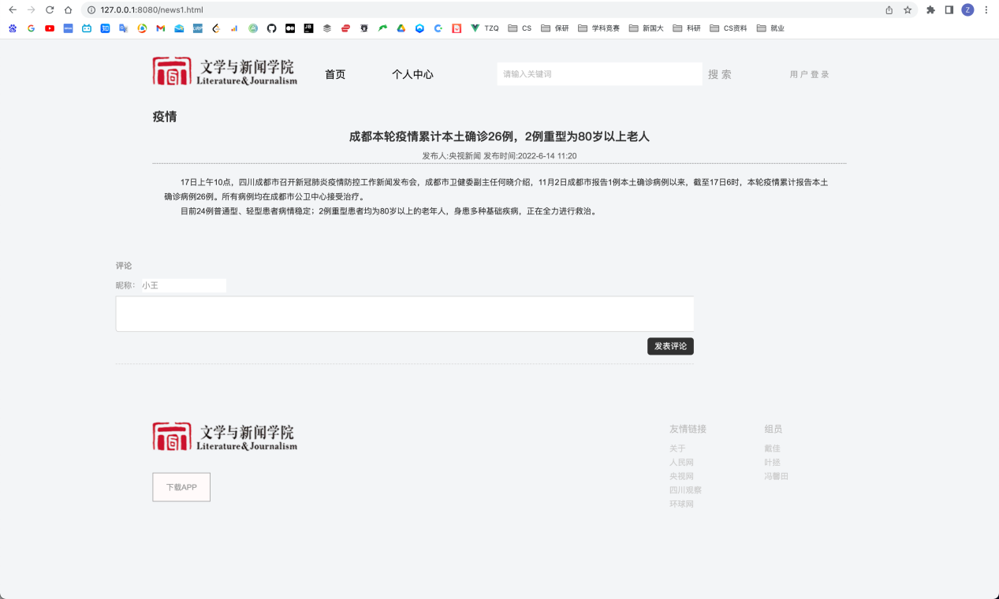 127.0.0.1:8080/news1.html
Z
TZQ CS 保研 学科竞赛 新国大 科研 CS资料 就业
文学与新闻学院
Literature&Journalism
首页 个人中心 请输入关键词 搜 索 用 户 登 录
疫情
成都本轮疫情累计本土确诊26例，2例重型为80岁以上老人
发布人:央视新闻 发布时间:2022-6-14 11:20
17日上午10点，四川成都市召开新冠肺炎疫情防控工作新闻发布会，成都市卫健委副主任何晓介绍，11月2日成都市报告1例本土确诊病例以来，截至17日6时，本轮疫情累计报告本土
确诊病例26例。所有病例均在成都市公卫中心接受治疗。
目前24例普通型、轻型患者病情稳定；2例重型患者均为80岁以上的老年人，身患多种基础疾病，正在全力进行救治。
评论
昵称： 小王
发表评论
文学与新闻学院
Literature&Journalism
下载APP
友情链接
关于
人民网
央视网
四川观察
环球网
组员
戴佳
叶拯
冯馨田